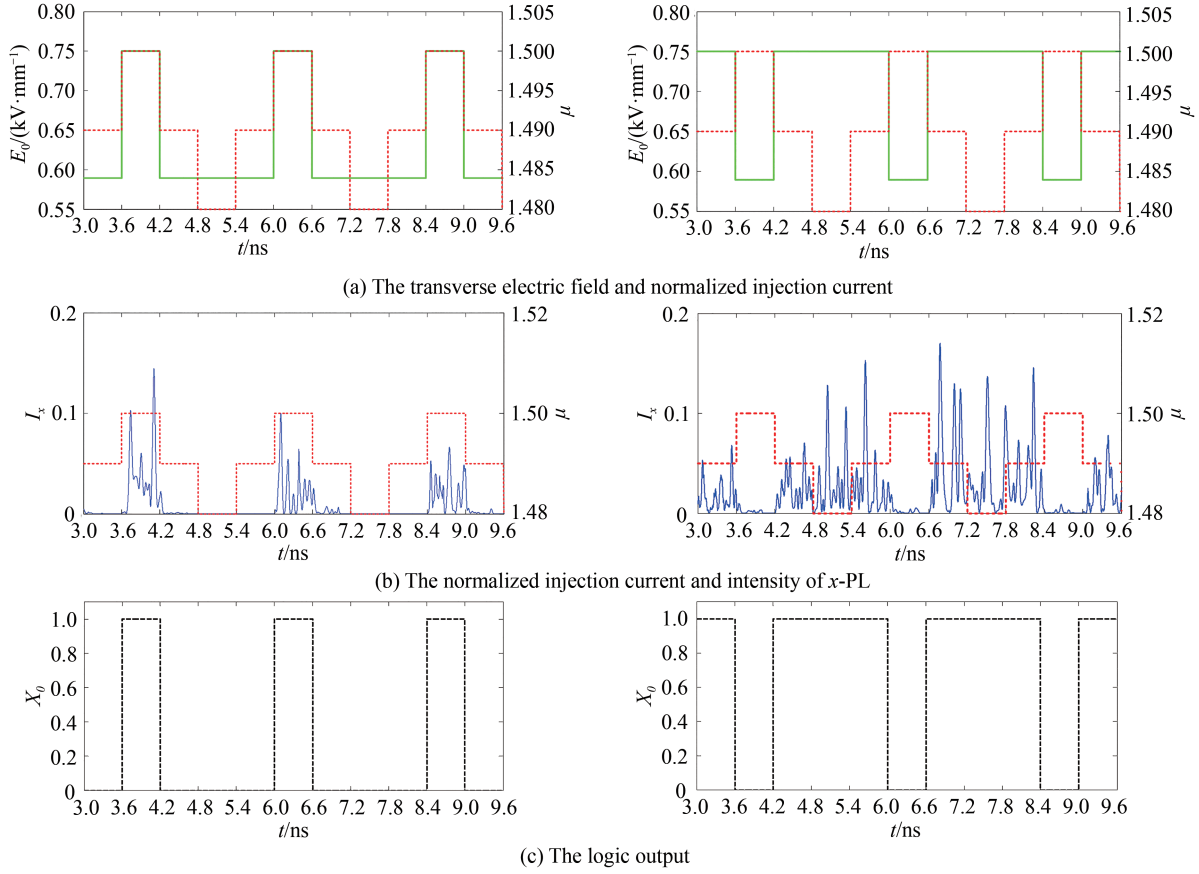 0.80
0.75
0.70
0.65
0.60
0.55
E₀/(kV·mm⁻¹)
1.505
1.500
1.495
1.490
1.485
1.480
μ
3.0 3.6 4.2 4.8 5.4 6.0 6.6 7.2 7.8 8.4 9.0 9.6
t/ns
0.80
0.75
0.70
0.65
0.60
0.55
E₀/(kV·mm⁻¹)
1.505
1.500
1.495
1.490
1.485
1.480
μ
3.0 3.6 4.2 4.8 5.4 6.0 6.6 7.2 7.8 8.4 9.0 9.6
t/ns
(a) The transverse electric field and normalized injection current
0.2
0.1
0
Iₓ
1.52
1.50
1.48
μ
3.0 3.6 4.2 4.8 5.4 6.0 6.6 7.2 7.8 8.4 9.0 9.6
t/ns
0.2
0.1
0
Iₓ
1.52
1.50
1.48
μ
3.0 3.6 4.2 4.8 5.4 6.0 6.6 7.2 7.8 8.4 9.0 9.6
t/ns
(b) The normalized injection current and intensity of x-PL
1.0
0.8
0.6
0.4
0.2
0
X₀
3.0 3.6 4.2 4.8 5.4 6.0 6.6 7.2 7.8 8.4 9.0 9.6
t/ns
1.0
0.8
0.6
0.4
0.2
0
X₀
3.0 3.6 4.2 4.8 5.4 6.0 6.6 7.2 7.8 8.4 9.0 9.6
t/ns
(c) The logic output